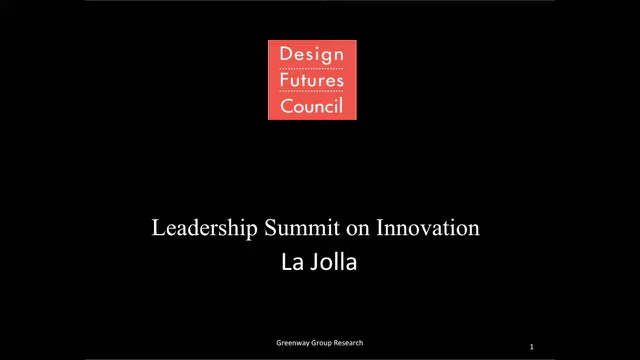 Design
Futures
Council
Leadership Summit on Innovation
La Jolla
Greenway Group Research
1